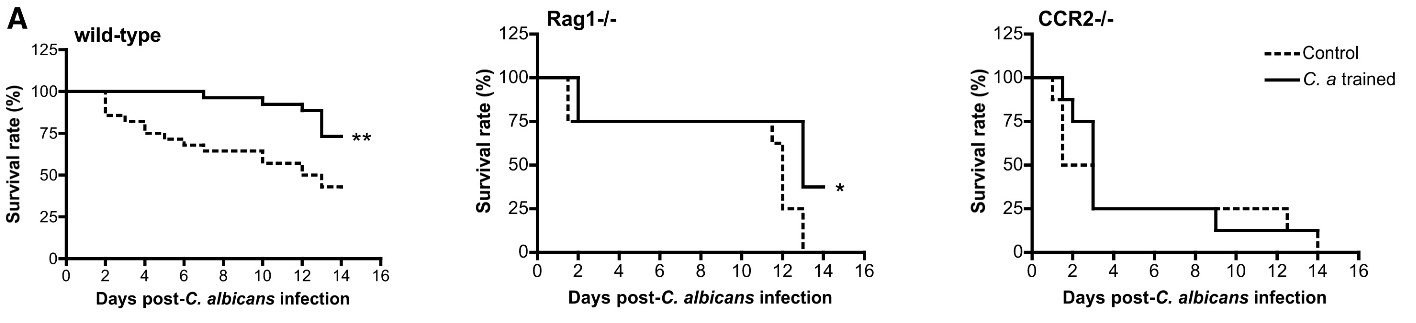 A
wild-type
Survival rate (%)
125
100
75
50
25
0
0 2 4 6 8 10 12 14 16
Days post-C. albicans infection
**
Rag1-/-
Survival rate (%)
125
100
75
50
25
0
0 2 4 6 8 10 12 14 16
Days post-C. albicans infection
*
CCR2-/-
Survival rate (%)
125
100
75
50
25
0
0 2 4 6 8 10 12 14 16
Days post-C. albicans infection
Control
C. a trained